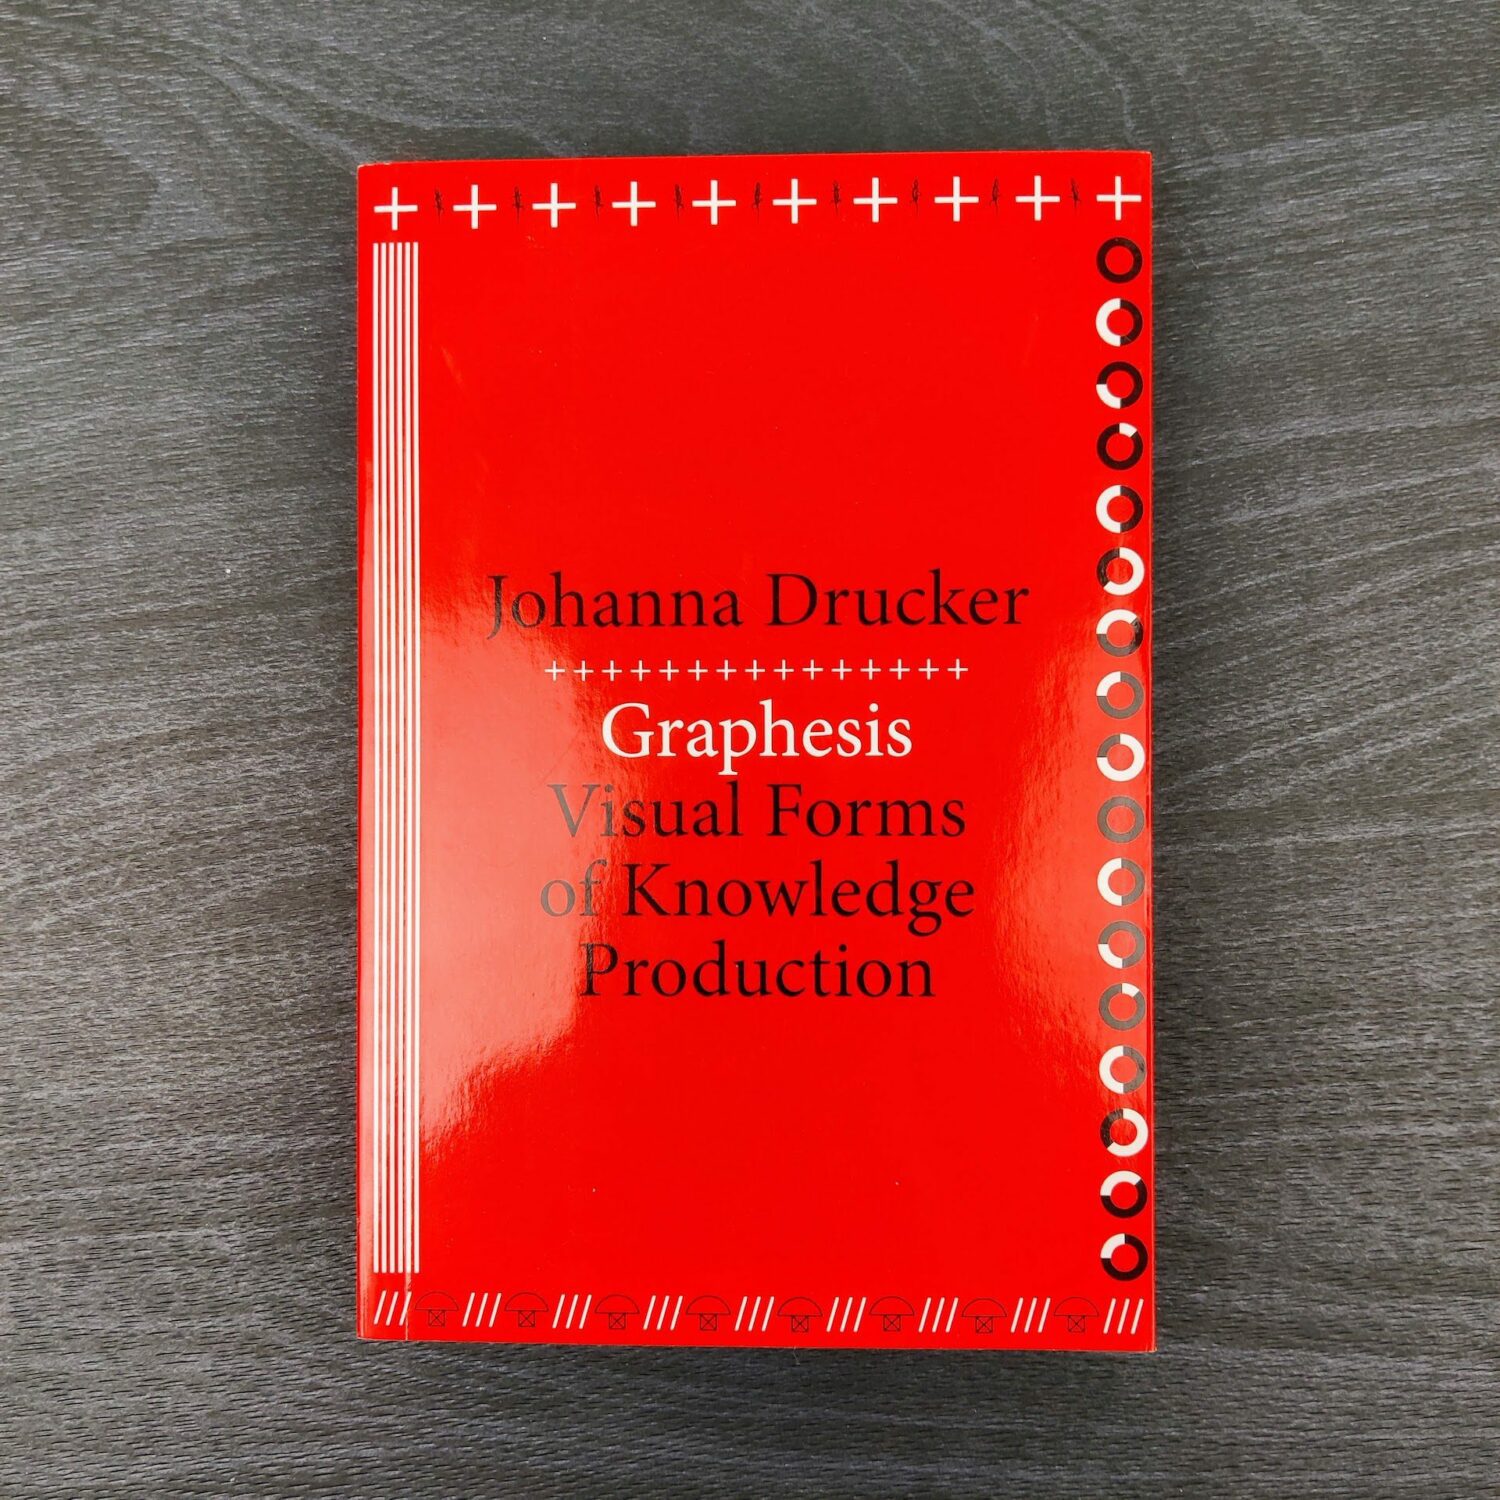 Johanna Drucker
Graphesis
Visual Forms
of Knowledge
Production